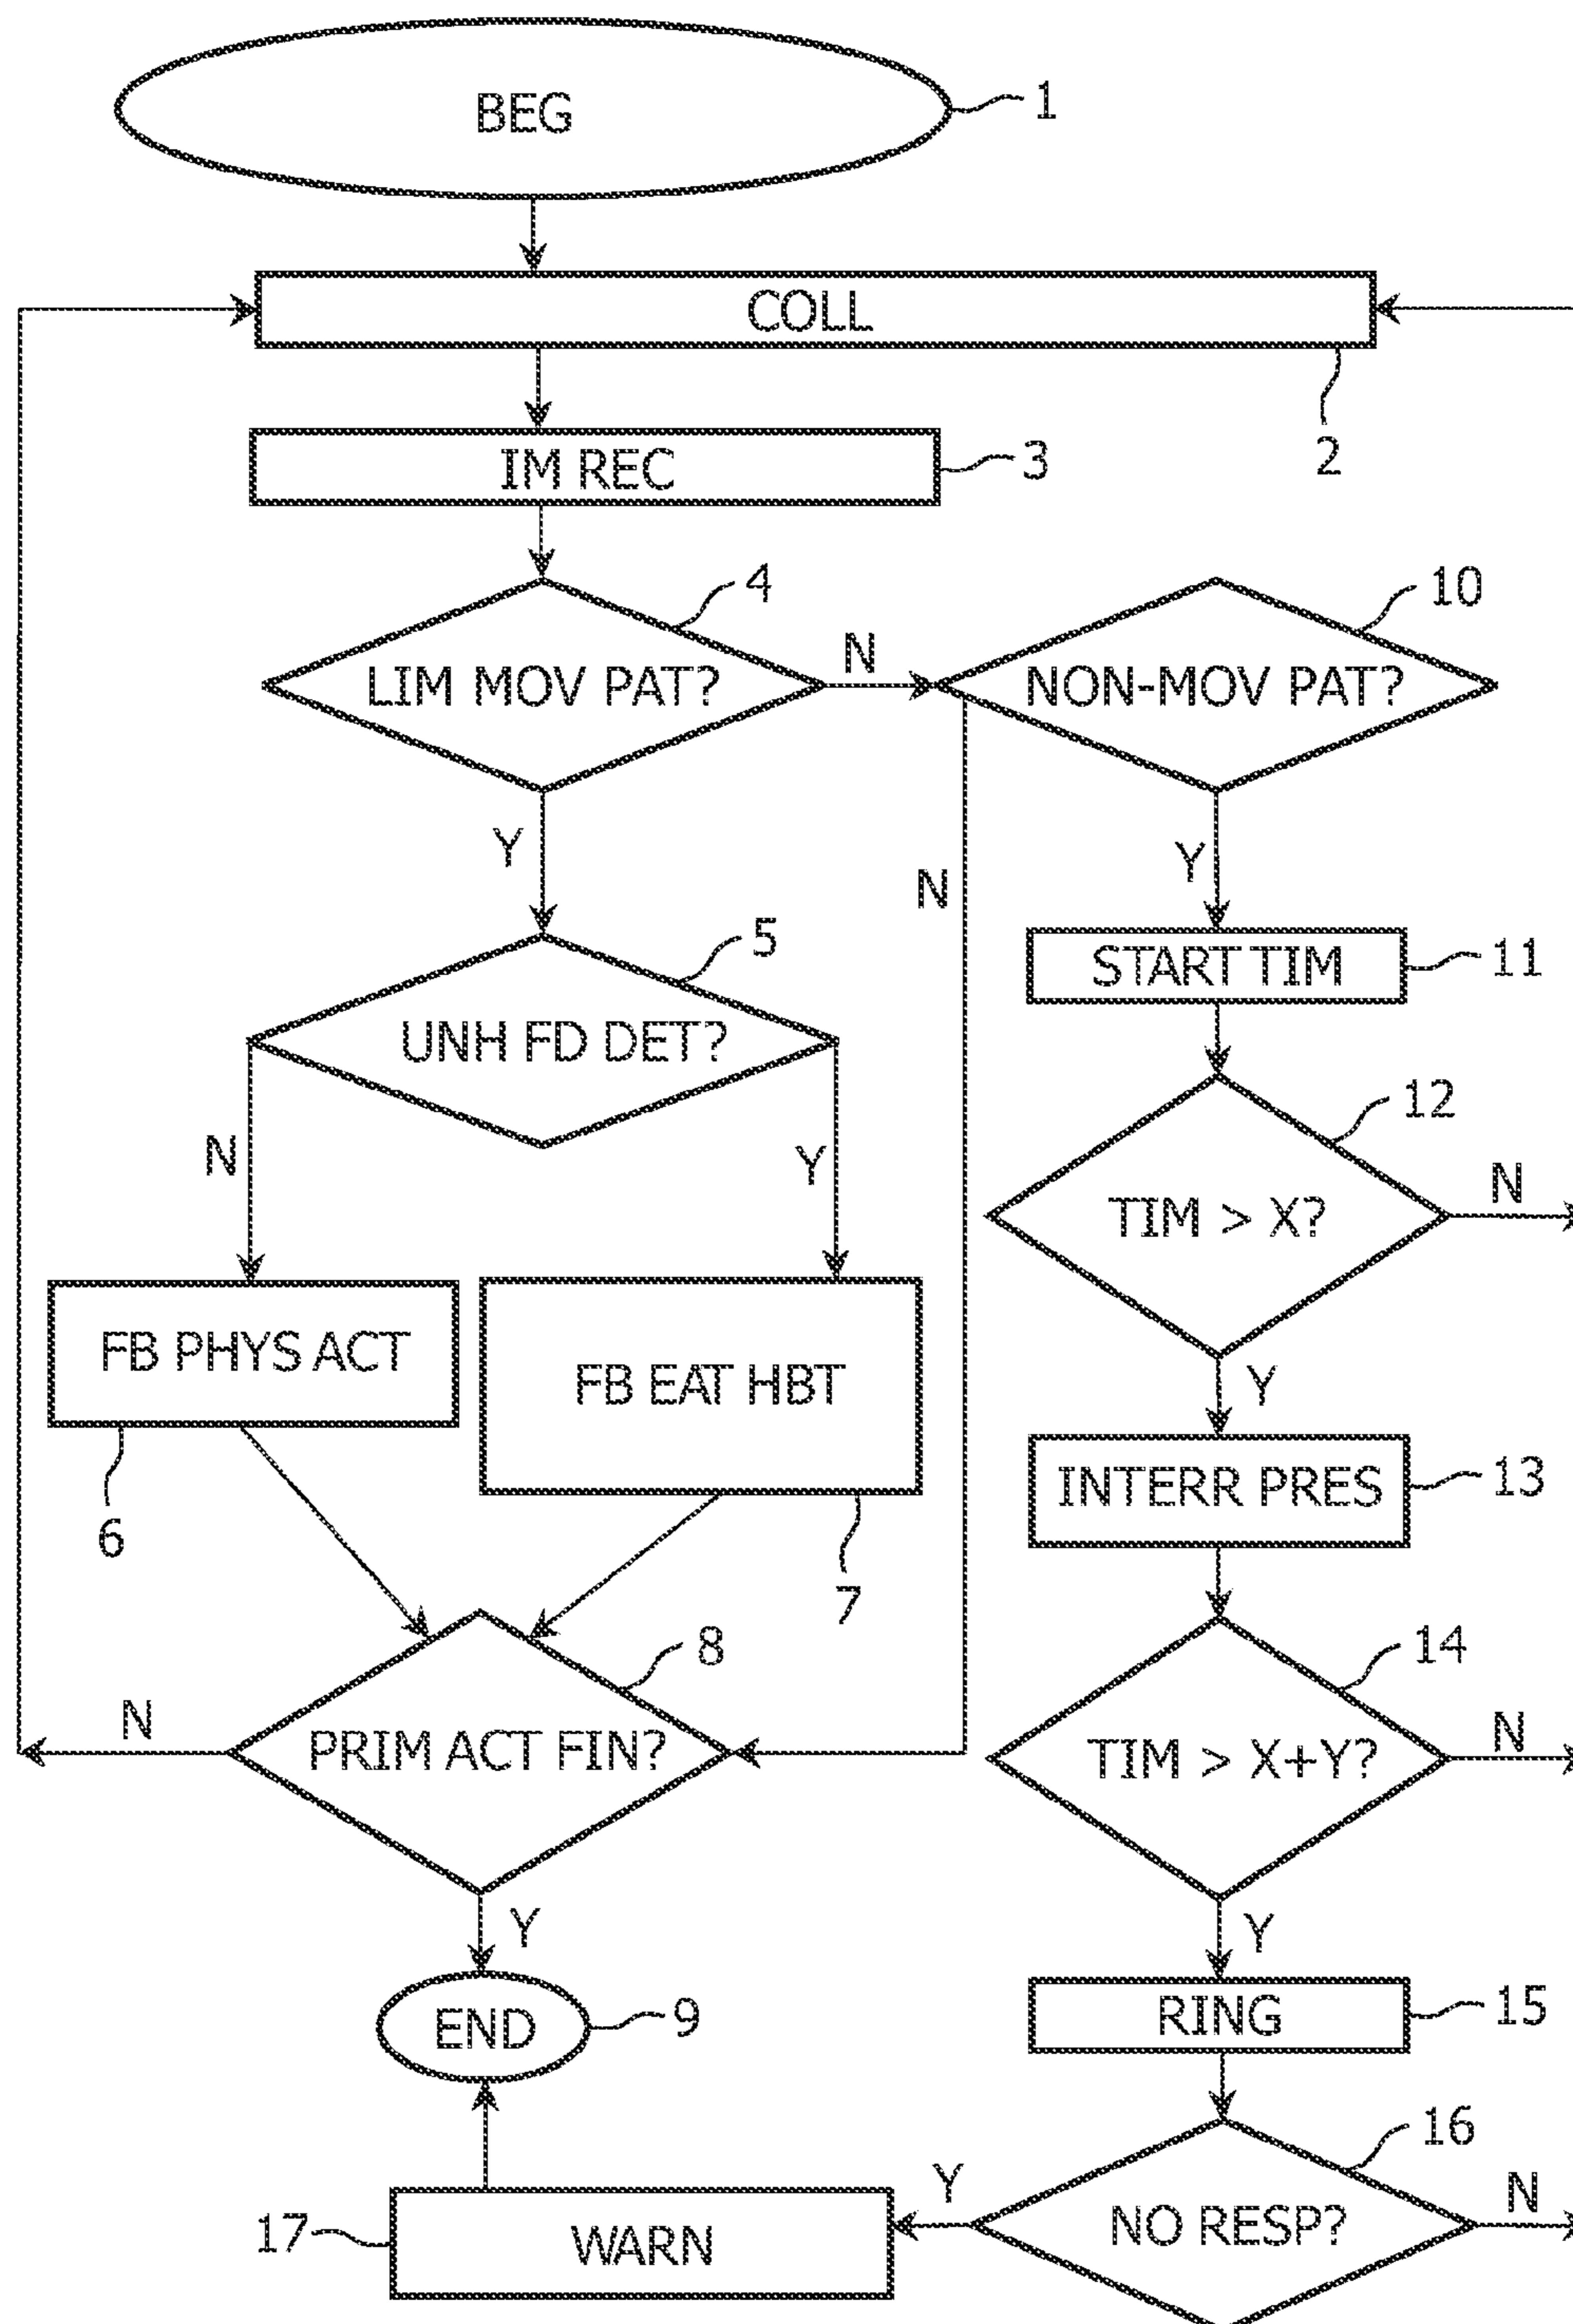 BEG
1
COLL
2
IM REC
3
LIM MOV PAT?
4
N
NON-MOV PAT?
10
Y
N
Y
START TIM
11
UNH FD DET?
5
N
Y
TIM > X?
12
N
FB PHYS ACT
6
FB EAT HBT
7
Y
INTERR PRES
13
PRIM ACT FIN?
8
N
TIM > X+Y?
14
N
Y
Y
END
9
RING
15
NO RESP?
16
N
Y
WARN
17